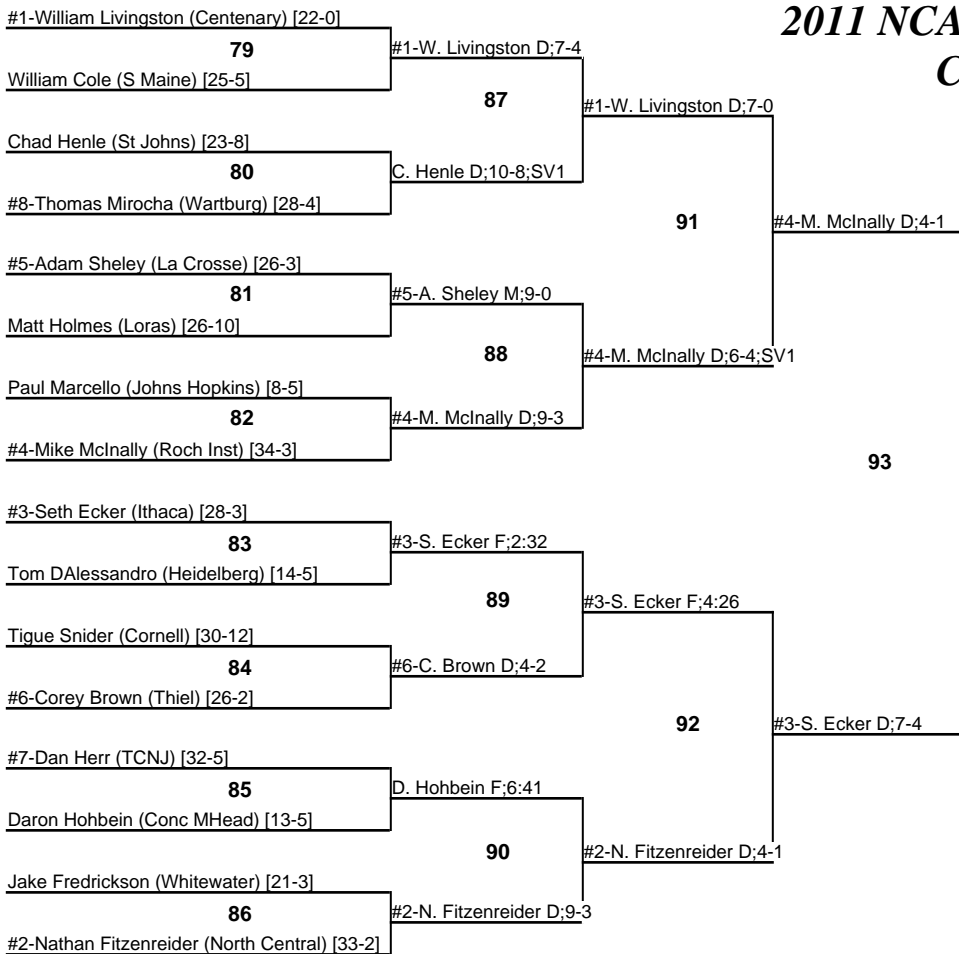 2011 NCA
C
#1-William Livingston (Centenary) [22-0]
79
William Cole (S Maine) [25-5]
#1-W. Livingston D;7-4
87
Chad Henle (St Johns) [23-8]
80
#8-Thomas Mirocha (Wartburg) [28-4]
C. Henle D;10-8;SV1
#1-W. Livingston D;7-0
91
#5-Adam Sheley (La Crosse) [26-3]
81
Matt Holmes (Loras) [26-10]
#5-A. Sheley M;9-0
88
Paul Marcello (Johns Hopkins) [8-5]
82
#4-Mike McInally (Roch Inst) [34-3]
#4-M. McInally D;9-3
#4-M. McInally D;6-4;SV1
#4-M. McInally D;4-1
93
#3-Seth Ecker (Ithaca) [28-3]
83
Tom DAlessandro (Heidelberg) [14-5]
#3-S. Ecker F;2:32
89
Tigue Snider (Cornell) [30-12]
84
#6-Corey Brown (Thiel) [26-2]
#6-C. Brown D;4-2
#3-S. Ecker F;4:26
92
#7-Dan Herr (TCNJ) [32-5]
85
Daron Hohbein (Conc MHead) [13-5]
D. Hohbein F;6:41
90
Jake Fredrickson (Whitewater) [21-3]
86
#2-Nathan Fitzenreider (North Central) [33-2]
#2-N. Fitzenreider D;9-3
#2-N. Fitzenreider D;4-1
#3-S. Ecker D;7-4